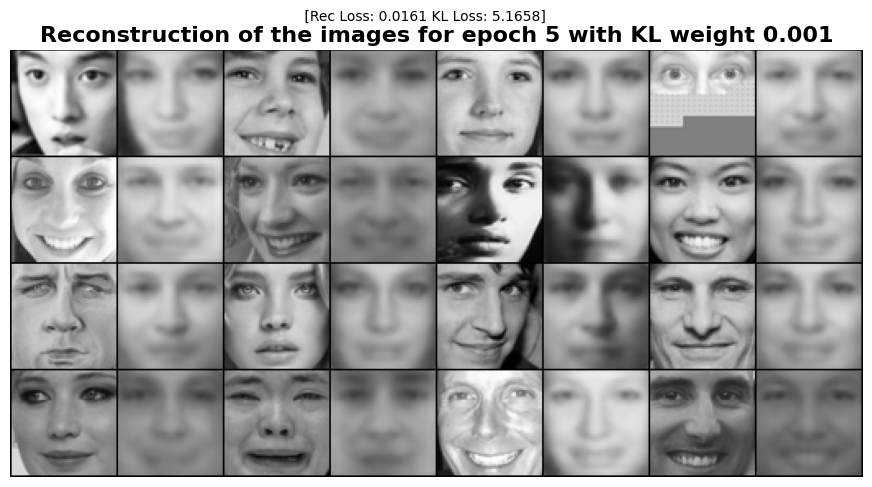 [Rec Loss: 0.0161 KL Loss: 5.1658]
Reconstruction of the images for epoch 5 with KL weight 0.001